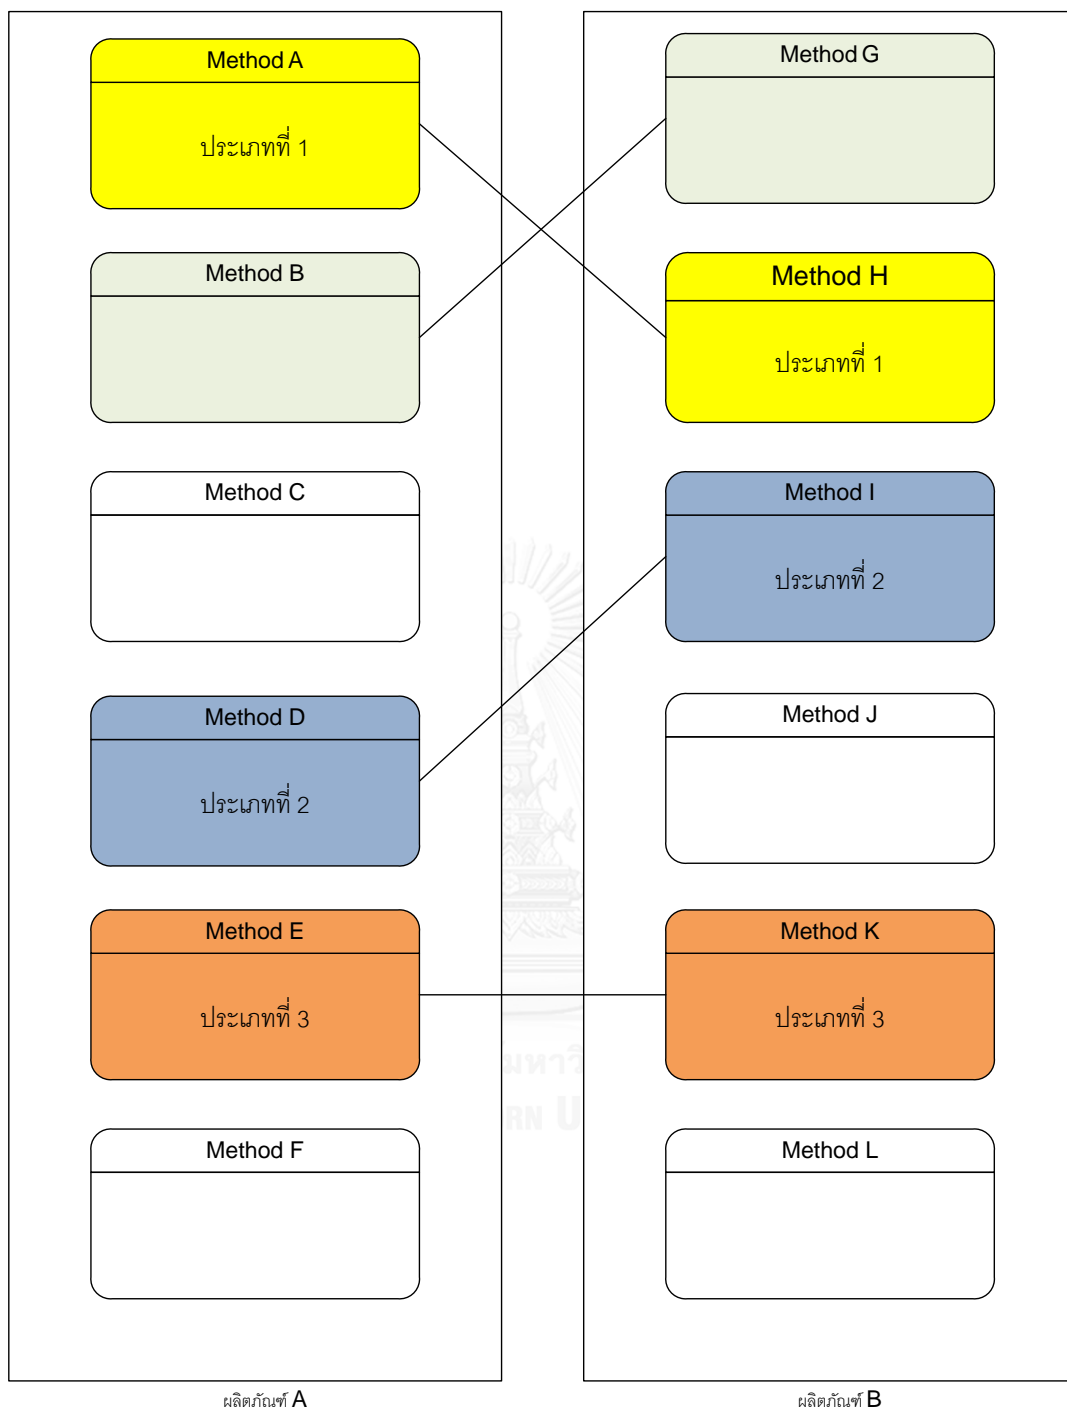 Method A
ประเภทที่ 1
Method B
Method C
Method D
ประเภทที่ 2
Method E
ประเภทที่ 3
Method F
ผลิตภัณฑ์ A
Method G
Method H
ประเภทที่ 1
Method I
ประเภทที่ 2
Method J
Method K
ประเภทที่ 3
Method L
ผลิตภัณฑ์ B